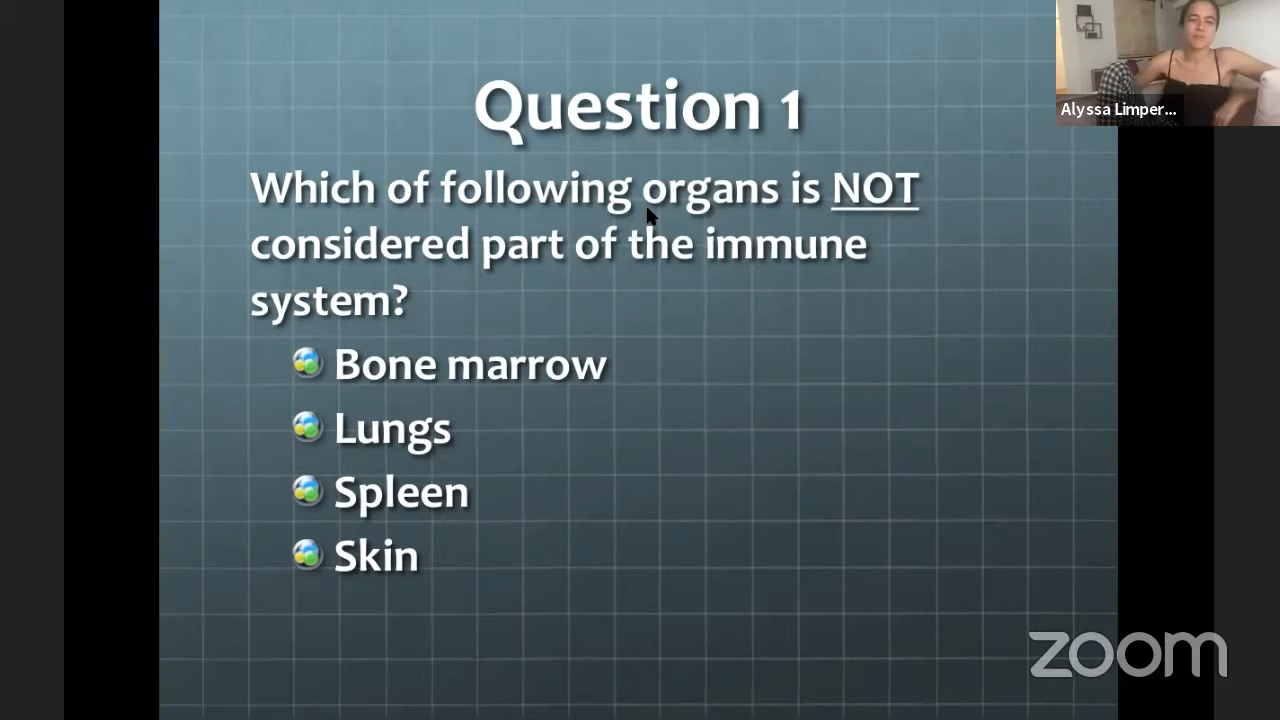 Question 1
Alyssa Limper...
Which of following organs is NOT
considered part of the immune
system?
Bone marrow
Lungs
Spleen
Skin
zoom